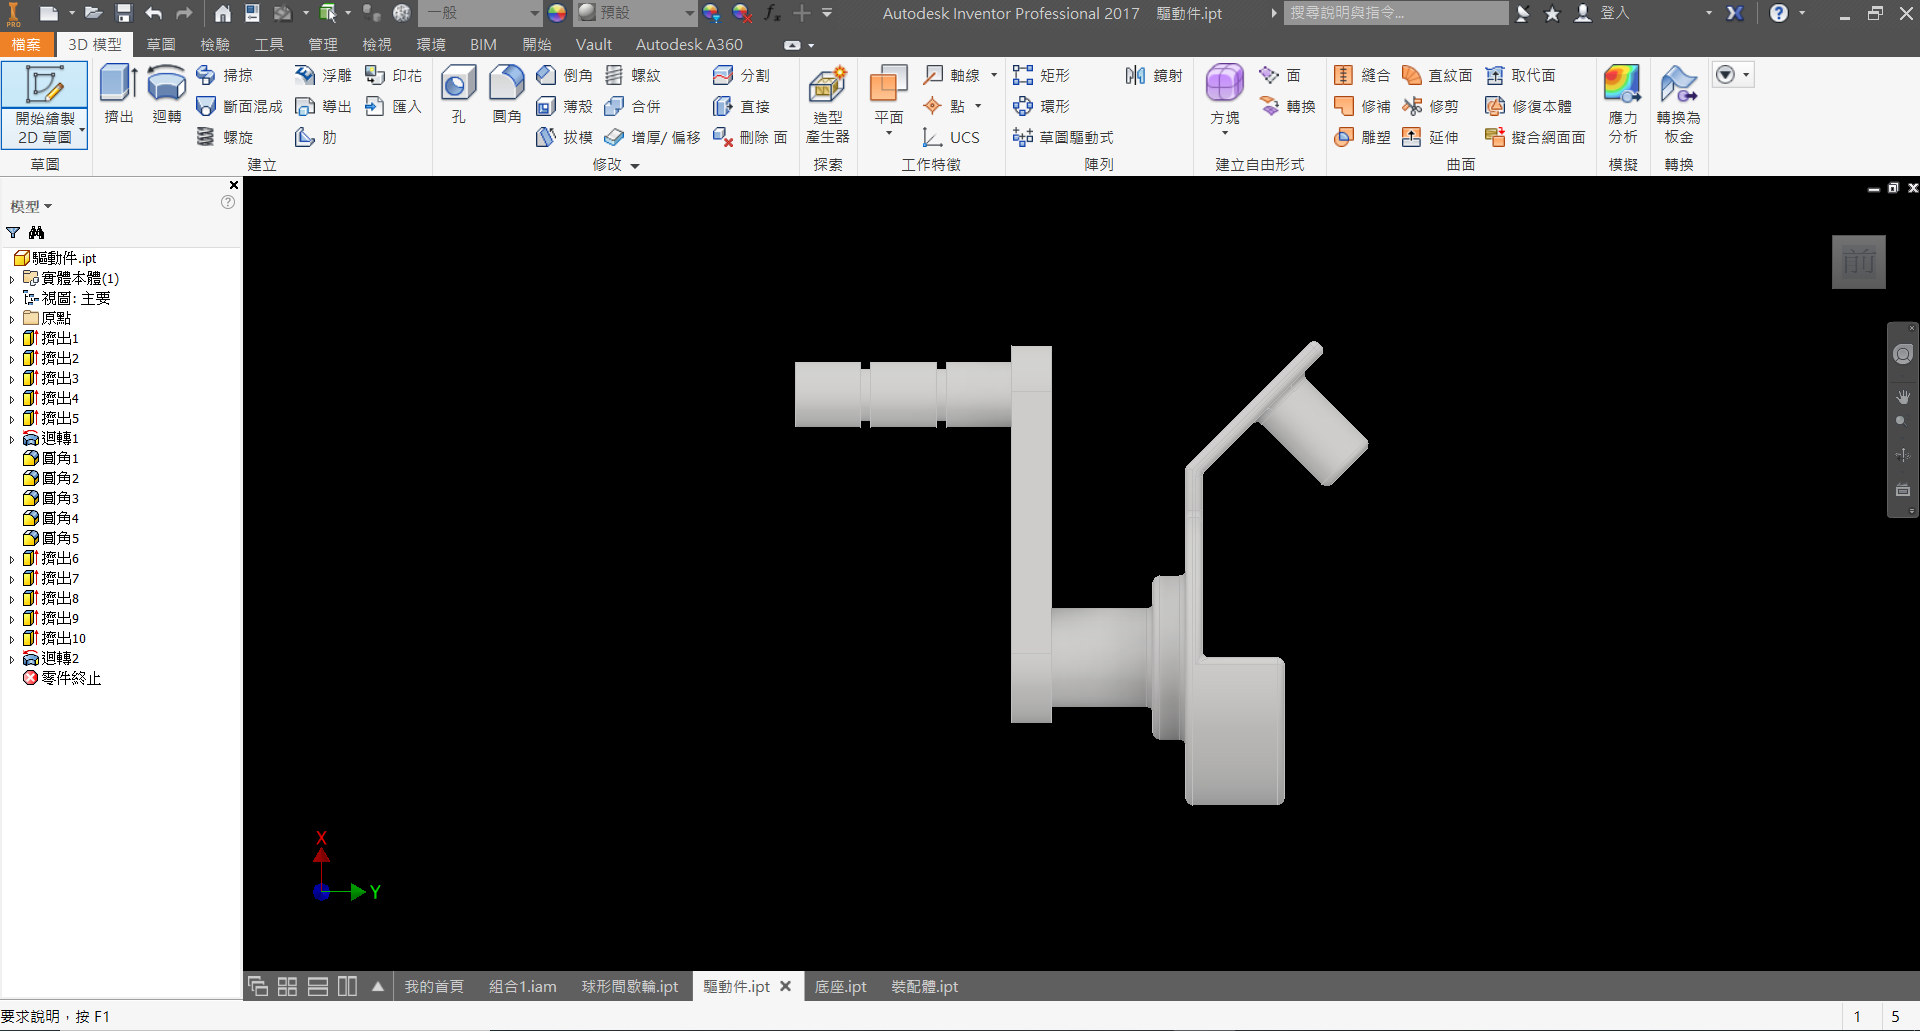 PRO
一般
預設
Autodesk Inventor Professional 2017 驅動件.ipt
搜尋說明與指令...
登入
檔案
3D 模型
草圖
檢驗
工具
管理
檢視
環境
BIM
開始
Vault
Autodesk A360
開始繪製
2D 草圖
擠出
迴轉
掃掠
斷面混成
螺旋
浮雕
導出
肋
印花
匯入
孔
圓角
倒角
薄殼
拔模
螺紋
合併
增厚/ 偏移
分割
直接
刪除 面
造型
產生器
平面
軸線
點
UCS
矩形
環形
草圖驅動式
鏡射
方塊
面
轉換
縫合
修補
雕塑
直紋面
修剪
延伸
取代面
修復本體
擬合網面面
應力
分析
轉換為
板金
草圖
建立
修改
探索
工作特徵
陣列
建立自由形式
曲面
模擬
轉換
模型
驅動件.ipt
實體本體(1)
視圖: 主要
原點
擠出1
擠出2
擠出3
擠出4
擠出5
迴轉1
圓角1
圓角2
圓角3
圓角4
圓角5
擠出6
擠出7
擠出8
擠出9
擠出10
迴轉2
零件終止
前
X
Y
我的首頁
組合1.iam
球形間歇輪.ipt
驅動件.ipt
底座.ipt
裝配體.ipt
要求說明，按 F1
1
5